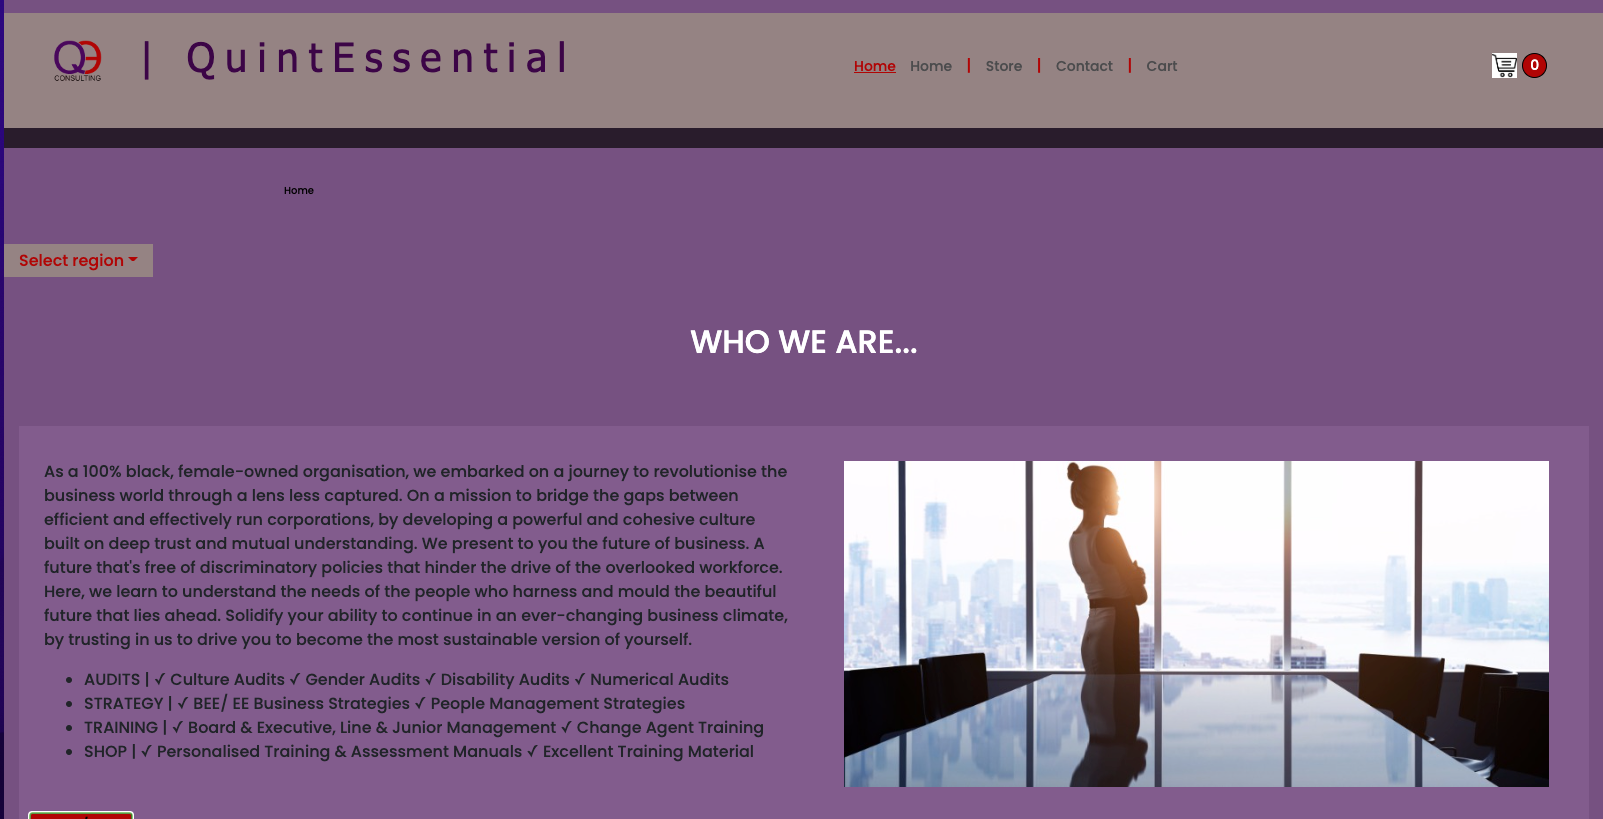 QE
CONSULTING
| QuintEssential
Home Home | Store | Contact | Cart
0
Home
Select region
WHO WE ARE...
As a 100% black, female-owned organisation, we embarked on a journey to revolutionise the
business world through a lens less captured. On a mission to bridge the gaps between
efficient and effectively run corporations, by developing a powerful and cohesive culture
built on deep trust and mutual understanding. We present to you the future of business. A
future that's free of discriminatory policies that hinder the drive of the overlooked workforce.
Here, we learn to understand the needs of the people who harness and mould the beautiful
future that lies ahead. Solidify your ability to continue in an ever-changing business climate,
by trusting in us to drive you to become the most sustainable version of yourself.
• AUDITS | ✓ Culture Audits ✓ Gender Audits ✓ Disability Audits ✓ Numerical Audits
• STRATEGY | ✓ BEE/ EE Business Strategies ✓ People Management Strategies
• TRAINING | ✓ Board & Executive, Line & Junior Management ✓ Change Agent Training
• SHOP | ✓ Personalised Training & Assessment Manuals ✓ Excellent Training Material